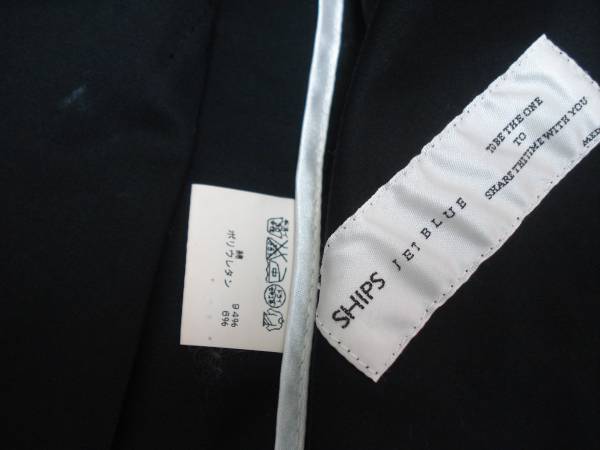 SHIPS
JET BLUE
TO BE THE ONE
TO
SHARE THIS TIME WITH YOU
綿 94%
ポリウレタン 6%